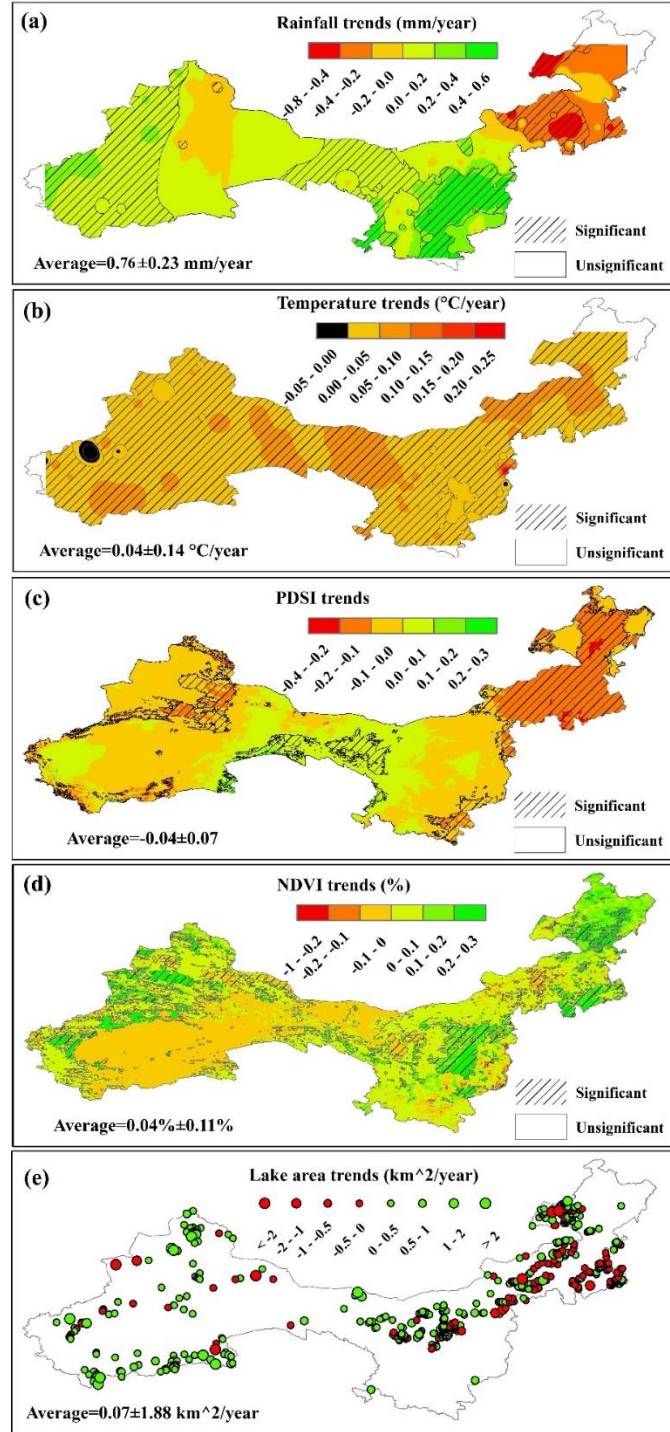 (a)
Rainfall trends (mm/year)
-0.8 - -0.4
-0.4 - -0.2
-0.2 - 0.0
0.0 - 0.2
0.2 - 0.4
0.4 - 0.6
Significant
Unsignificant
Average=0.76±0.23 mm/year
(b)
Temperature trends (°C/year)
-0.05 - 0.00
0.00 - 0.05
0.05 - 0.10
0.10 - 0.15
0.15 - 0.20
0.20 - 0.25
Significant
Unsignificant
Average=0.04±0.14 °C/year
(c)
PDSI trends
-0.4 - -0.2
-0.2 - -0.1
-0.1 - 0.0
0.0 - 0.1
0.1 - 0.2
0.2 - 0.3
Significant
Unsignificant
Average=-0.04±0.07
(d)
NDVI trends (%)
-1 - -0.2
-0.2 - -0.1
-0.1 - 0
0 - 0.1
0.1 - 0.2
0.2 - 0.3
Significant
Unsignificant
Average=0.04%±0.11%
(e)
Lake area trends (km^2/year)
< -2
-2 - -1
-1 - -0.5
-0.5 - 0
0 - 0.5
0.5 - 1
1 - 2
> 2
Average=0.07±1.88 km^2/year